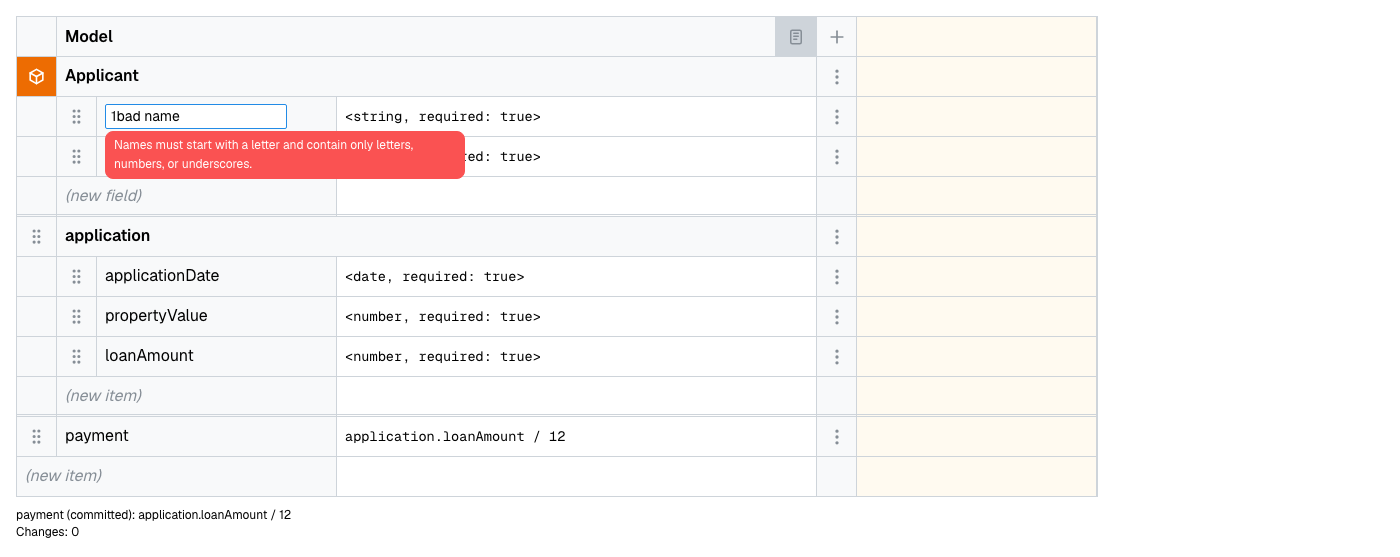 Model
Applicant
1bad name <string, required: true>
Names must start with a letter and contain only letters,
numbers, or underscores.
red: true>
(new field)
application
applicationDate <date, required: true>
propertyValue <number, required: true>
loanAmount <number, required: true>
(new item)
payment application.loanAmount / 12
(new item)
payment (committed): application.loanAmount / 12
Changes: 0